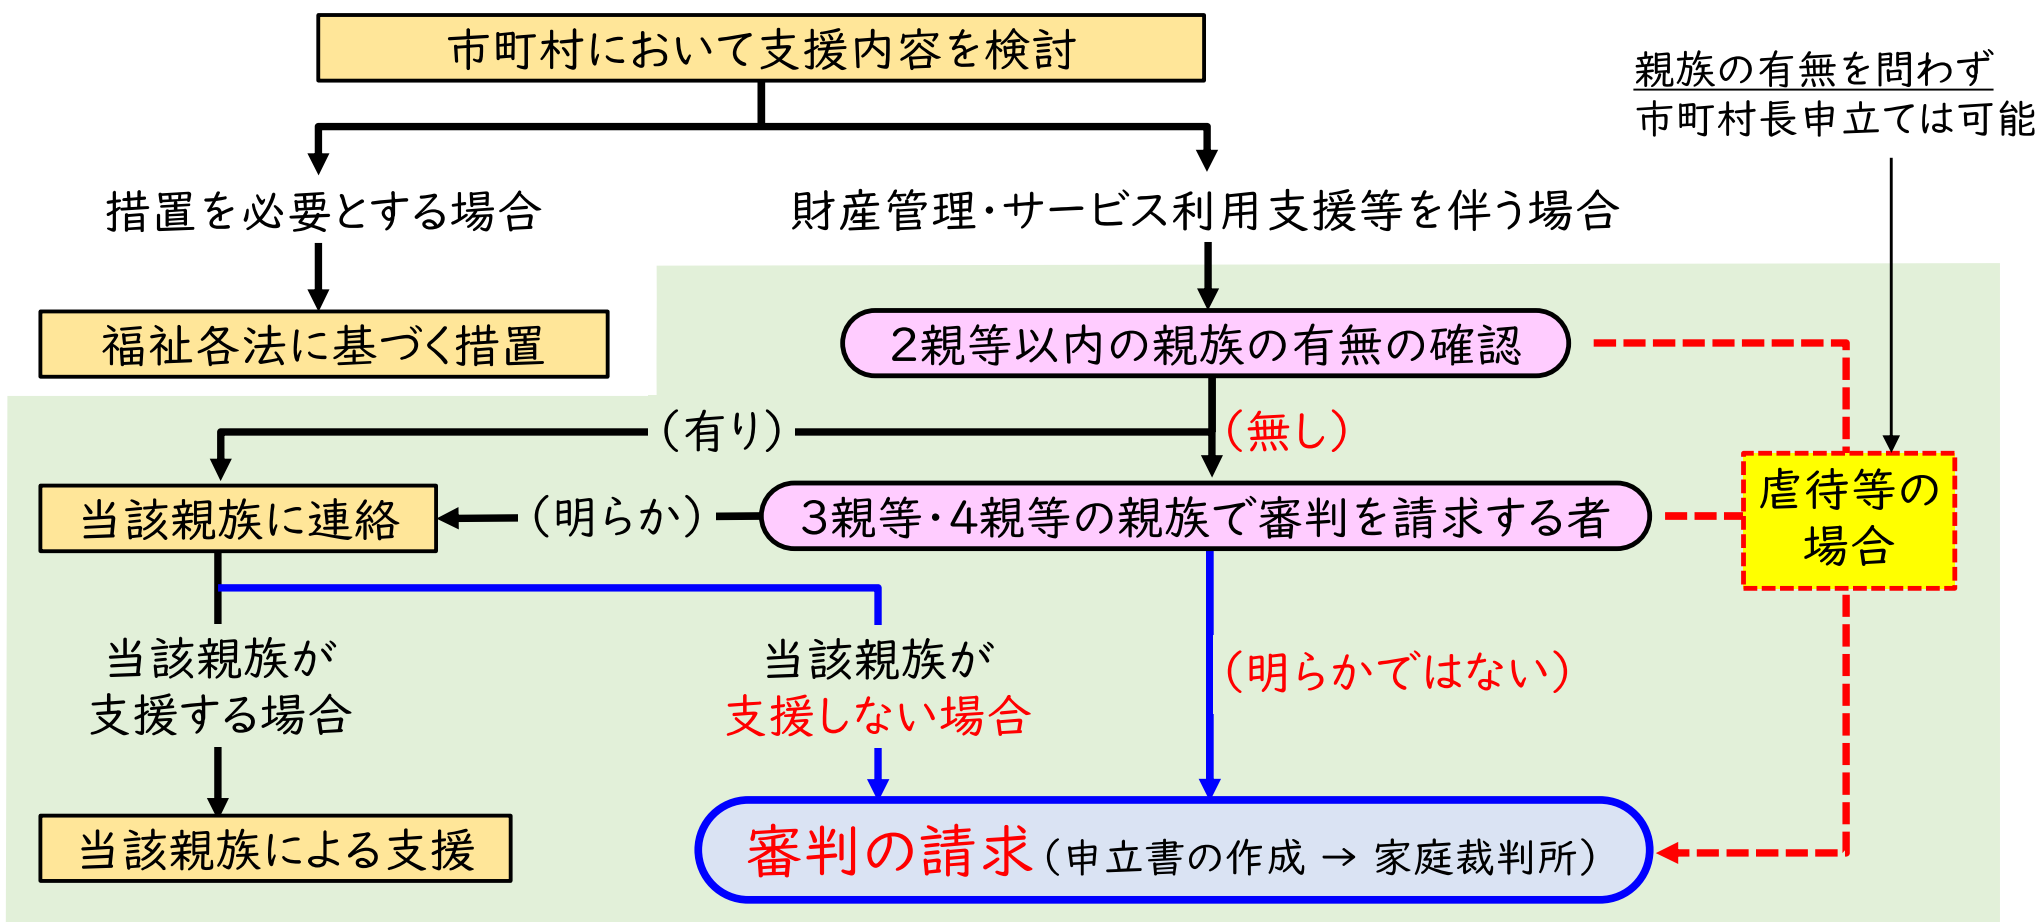 市町村において支援内容を検討
親族の有無を問わず
市町村長申立ては可能
措置を必要とする場合
財産管理・サービス利用支援等を伴う場合
福祉各法に基づく措置
2親等以内の親族の有無の確認
（有り）
（無し）
当該親族に連絡
（明らか）
3親等・4親等の親族で審判を請求する者
虐待等の
場合
当該親族が
支援する場合
当該親族が
支援しない場合
（明らかではない）
当該親族による支援
審判の請求（申立書の作成 → 家庭裁判所）